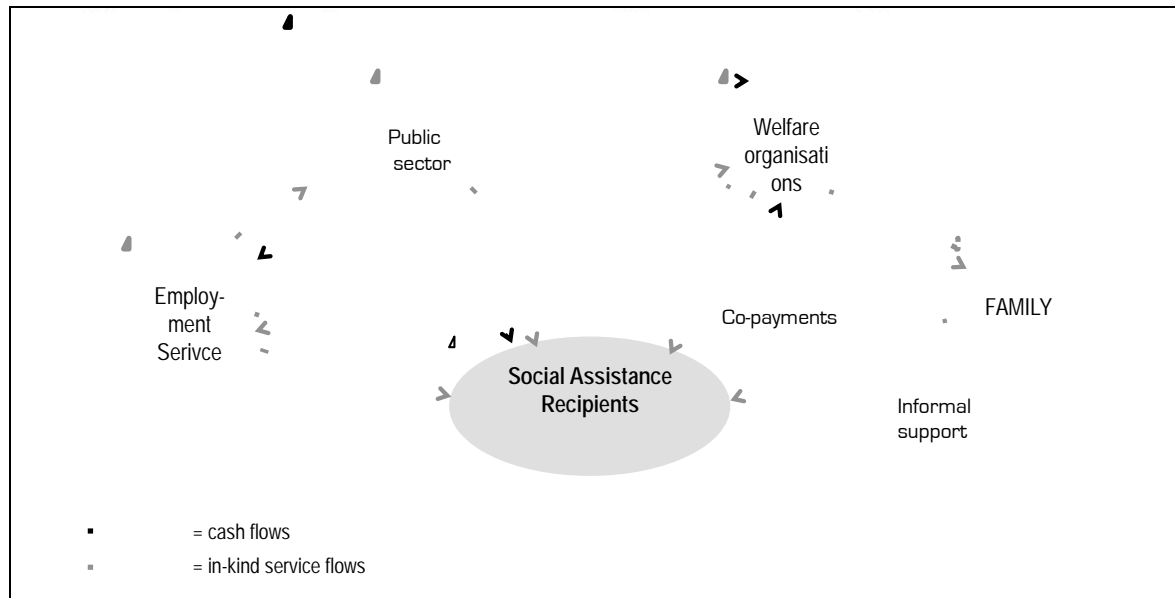 Public
sector
Welfare
organisati
ons
Employ-
ment
Serivce
Co-payments
FAMILY
Social Assistance
Recipients
Informal
support
= cash flows
= in-kind service flows